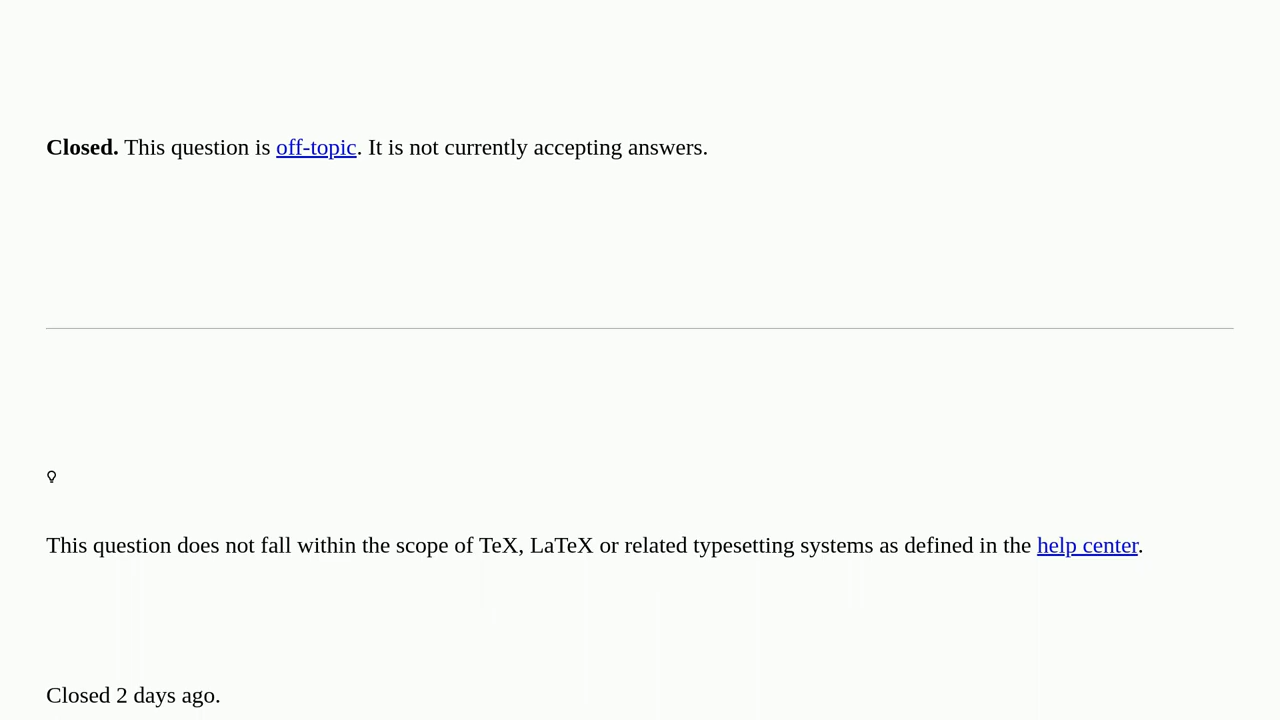 Closed. This question is off-topic. It is not currently accepting answers.
This question does not fall within the scope of TeX, LaTeX or related typesetting systems as defined in the help center.
Closed 2 days ago.